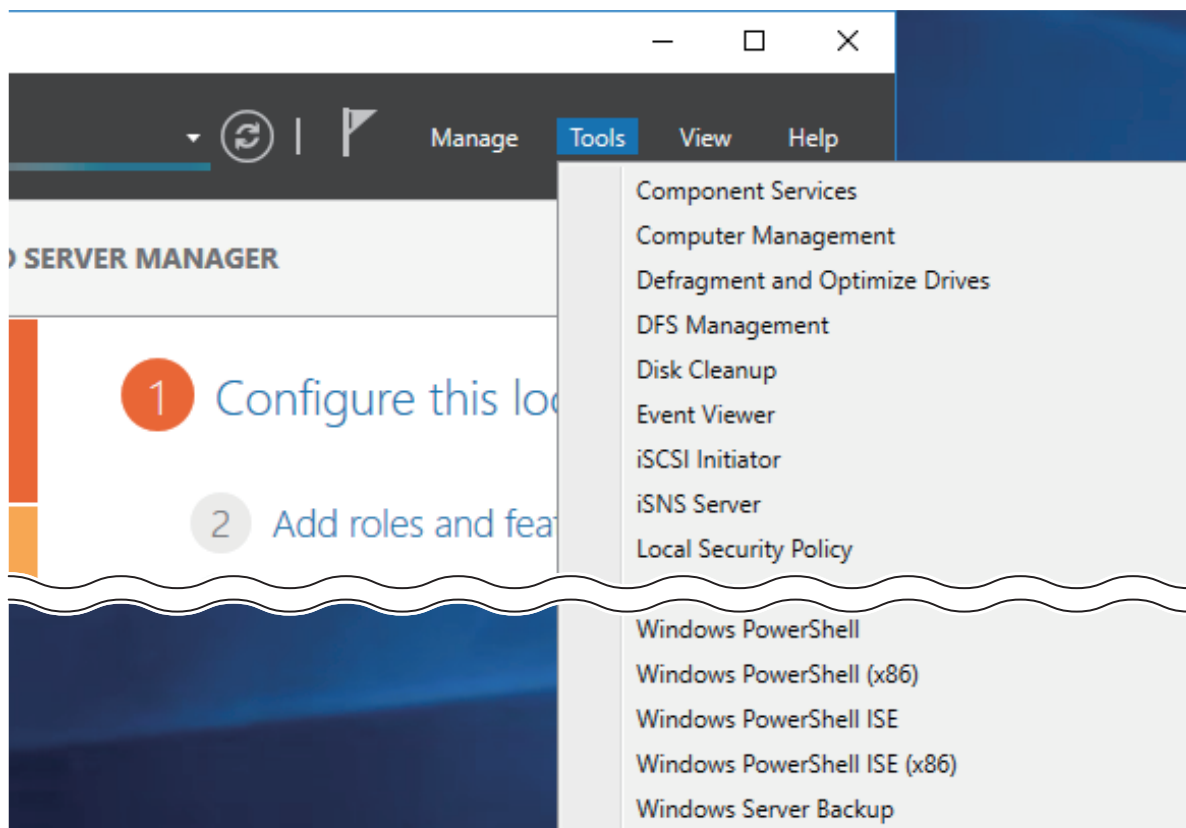 Manage Tools View Help
SERVER MANAGER
1 Configure this
2 Add roles and
Component Services
Computer Management
Defragment and Optimize Drives
DFS Management
Disk Cleanup
Event Viewer
iSCSI Initiator
iSNS Server
Local Security Policy
Windows PowerShell
Windows PowerShell (x86)
Windows PowerShell ISE
Windows PowerShell ISE (x86)
Windows Server Backup